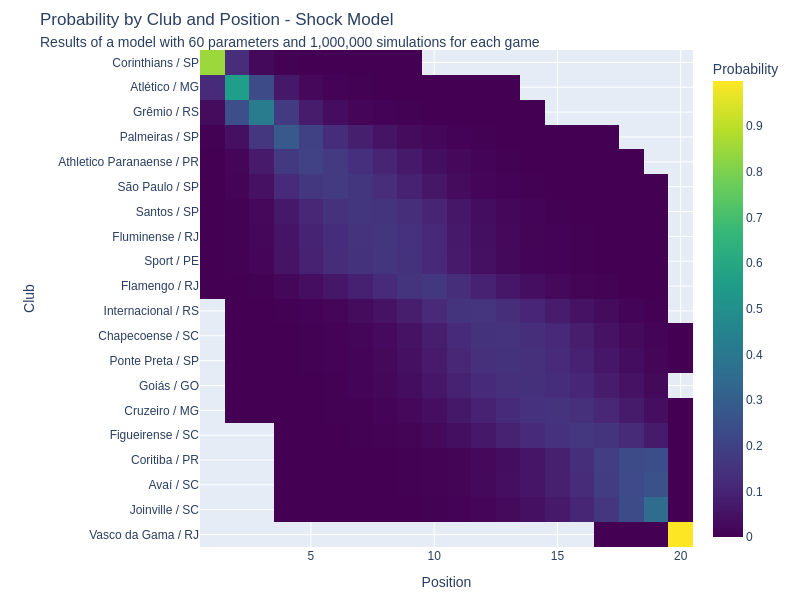 Probability by Club and Position - Shock Model
Results of a model with 60 parameters and 1,000,000 simulations for each game
Corinthians / SP
Atlético / MG
Grêmio / RS
Palmeiras / SP
Athletico Paranaense / PR
São Paulo / SP
Santos / SP
Fluminense / RJ
Sport / PE
Flamengo / RJ
Internacional / RS
Chapecoense / SC
Ponte Preta / SP
Goiás / GO
Cruzeiro / MG
Figueirense / SC
Coritiba / PR
Avaí / SC
Joinville / SC
Vasco da Gama / RJ
Club
5 10 15 20
Position
Probability
0.9
0.8
0.7
0.6
0.5
0.4
0.3
0.2
0.1
0